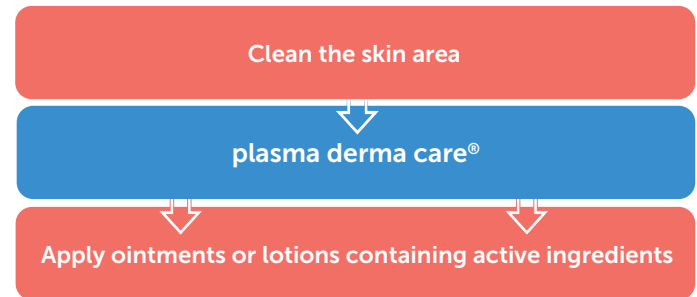 Clean the skin area
plasma derma care®
Apply ointments or lotions containing active ingredients